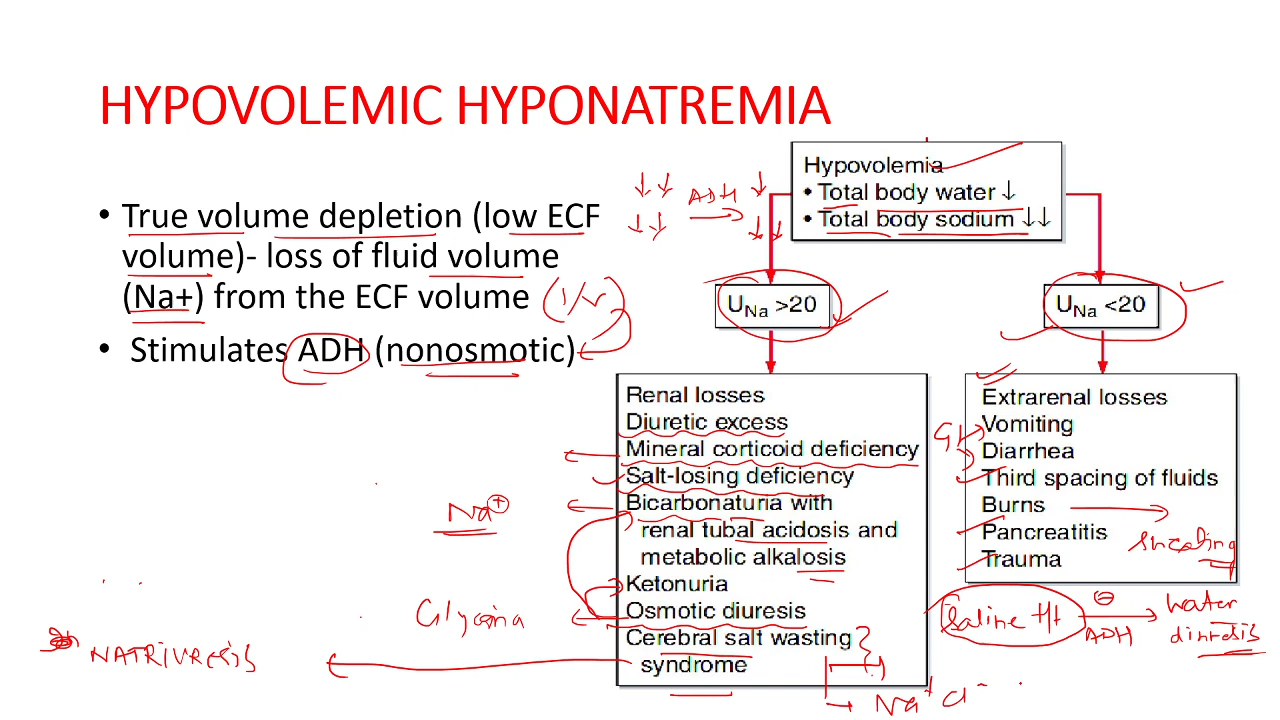 HYPOVOLEMIC HYPONATREMIA
• True volume depletion (low ECF
volume)- loss of fluid volume
(Na+) from the ECF volume
• Stimulates ADH (nonosmotic)
(I/V)
↓↓ ADH ↓
↓↓ → ↓↓
Hypovolemia
• Total body water ↓
• Total body sodium ↓↓
UNa >20
UNa <20
Renal losses
Diuretic excess
Mineral corticoid deficiency
Salt-losing deficiency
Bicarbonaturia with
renal tubal acidosis and
metabolic alkalosis
Ketonuria
Osmotic diuresis
Cerebral salt wasting
syndrome
Extrarenal losses
Vomiting
Diarrhea
Third spacing of fluids
Burns
Pancreatitis
Trauma
GI
Sweating
Na+
NATRIURESIS
Na+ Cl-
Saline t/t
⊖
ADH
water
diuresis